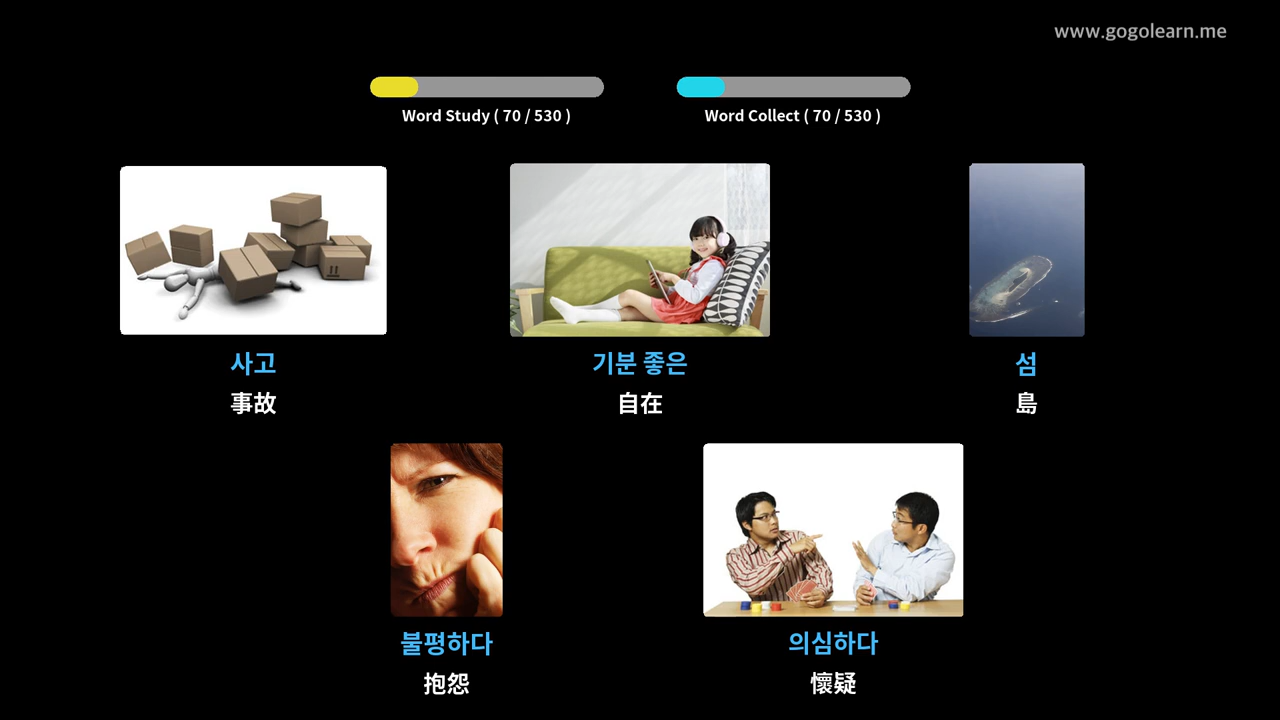 www.gogolearn.me
Word Study ( 70 / 530 )
Word Collect ( 70 / 530 )
사고
事故
기분 좋은
自在
섬
島
불평하다
抱怨
의심하다
懷疑